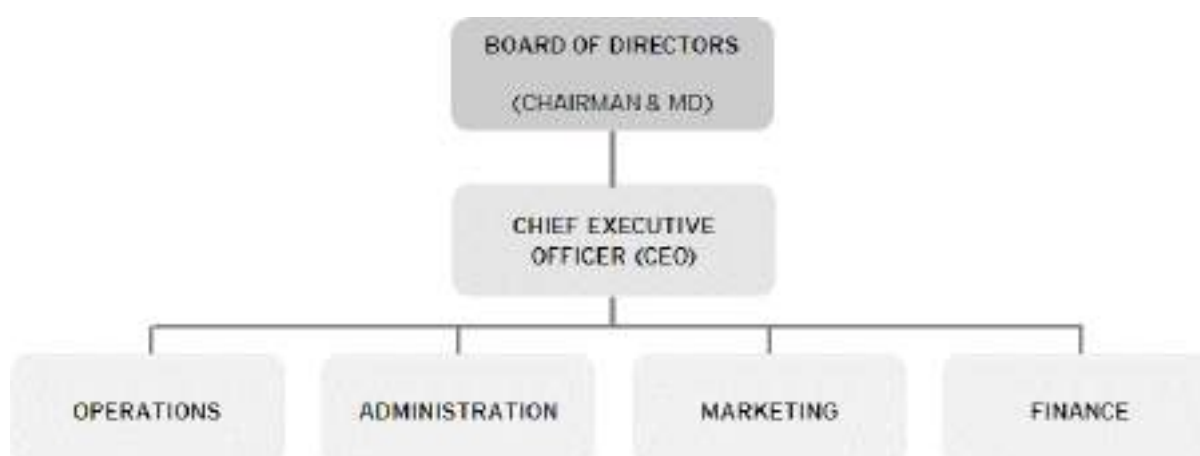 BOARD OF DIRECTORS
(CHAIRMAN & MD)
CHIEF EXECUTIVE
OFFICER (CEO)
OPERATIONS
ADMINISTRATION
MARKETING
FINANCE